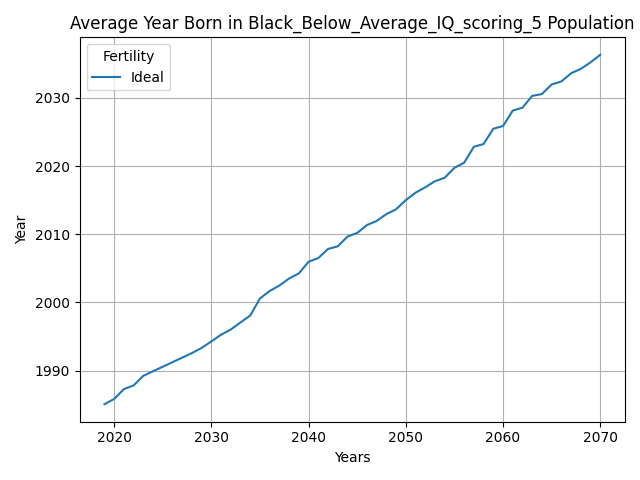 Average Year Born in Black_Below_Average_IQ_scoring_5 Population
Fertility
Ideal
2030
2020
2010
2000
1990
Year
2020 2030 2040 2050 2060 2070
Years